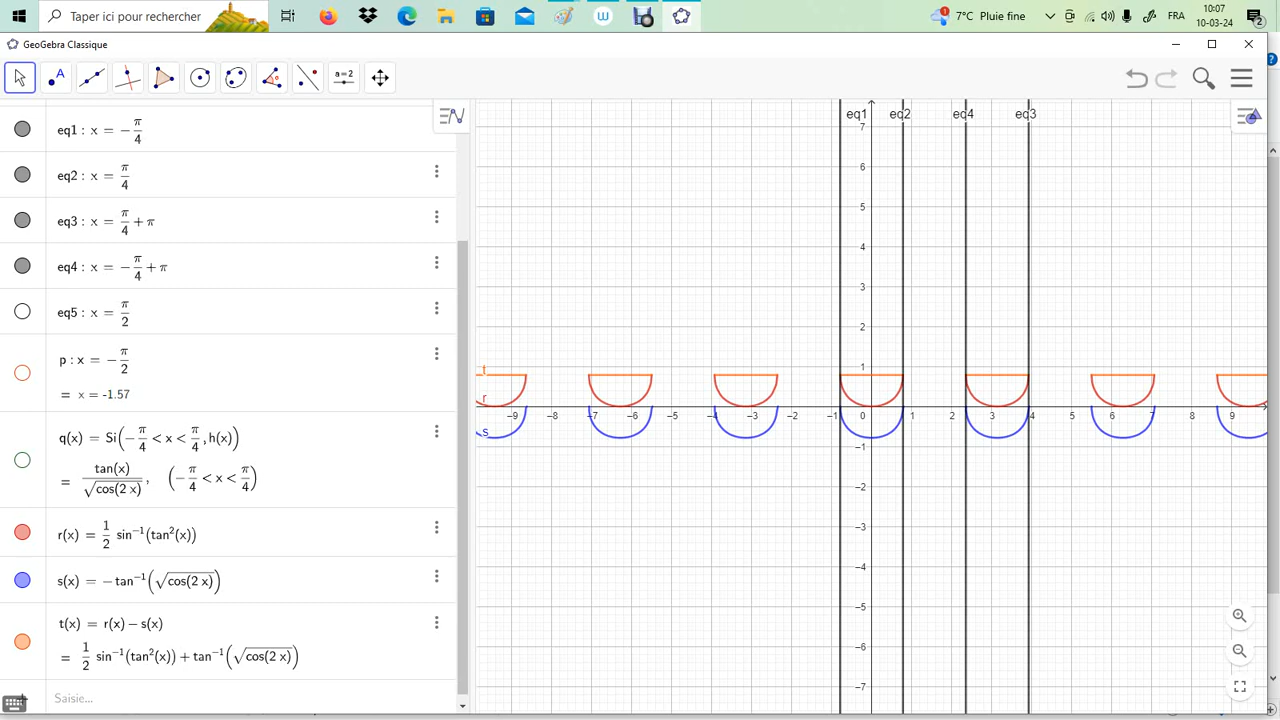 Taper ici pour rechercher
7°C Pluie fine
FRA
10:07
10-03-24
2
GeoGebra Classique
A
a=2
eq1 : x = −π/4
eq2 : x = π/4
eq3 : x = π/4 + π
eq4 : x = −π/4 + π
eq5 : x = π/2
p : x = −π/2
= x = -1.57
q(x) = Si(−π/4 < x < π/4, h(x))
= tan(x)/√cos(2 x), (−π/4 < x < π/4)
r(x) = 1/2 sin⁻¹(tan²(x))
s(x) = −tan⁻¹(√cos(2 x))
t(x) = r(x) − s(x)
= 1/2 sin⁻¹(tan²(x)) + tan⁻¹(√cos(2 x))
Saisie...
eq1 eq2 eq4 eq3
7
6
5
4
3
2
1
t
r
s
−9 −8 −7 −6 −5 −4 −3 −2 −1 0 1 2 3 4 5 6 7 8 9
−1
−2
−3
−4
−5
−6
−7